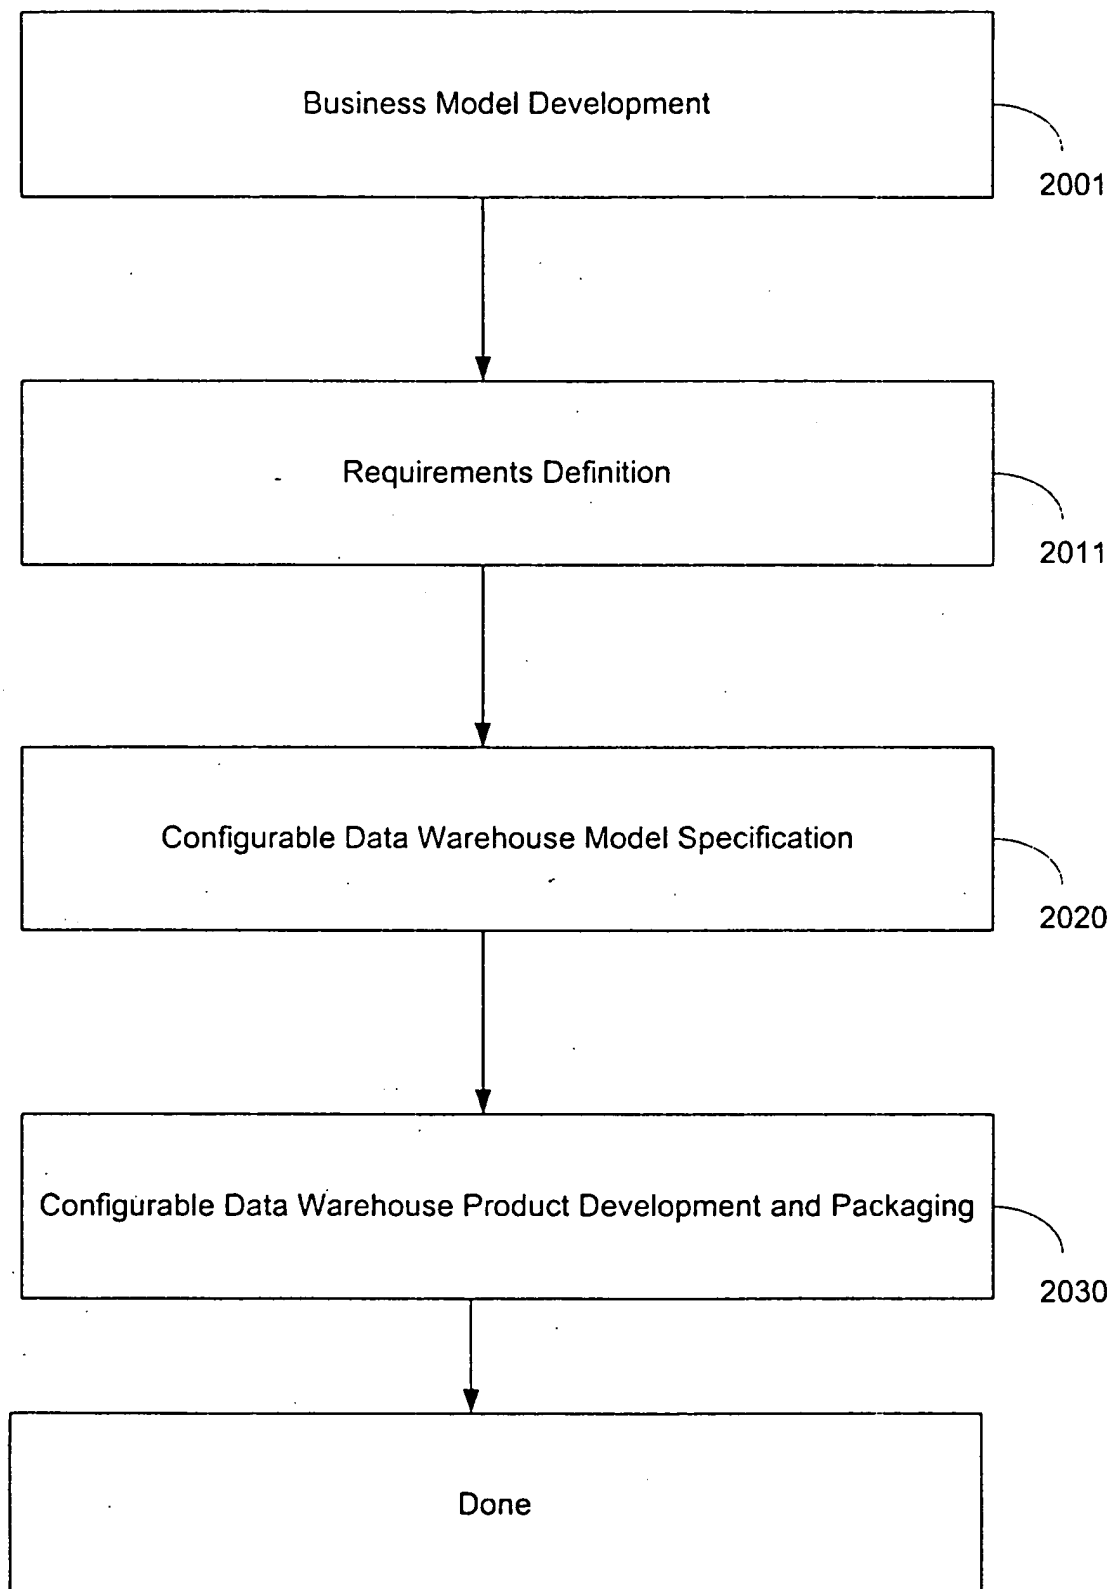 Business Model Development
2001
Requirements Definition
2011
Configurable Data Warehouse Model Specification
2020
Configurable Data Warehouse Product Development and Packaging
2030
Done